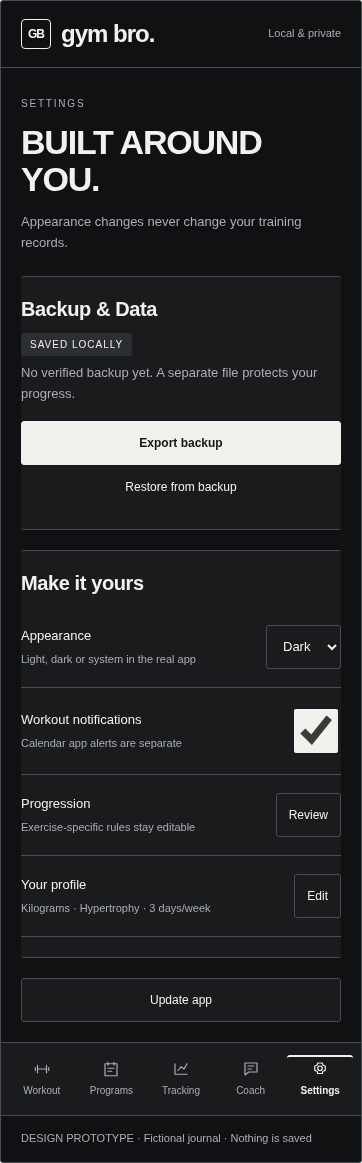 GB gym bro. Local & private
SETTINGS
BUILT AROUND
YOU.
Appearance changes never change your training
records.
Backup & Data
SAVED LOCALLY
No verified backup yet. A separate file protects your
progress.
Export backup
Restore from backup
Make it yours
Appearance
Light, dark or system in the real app
Dark
Workout notifications
Calendar app alerts are separate
Progression
Exercise-specific rules stay editable
Review
Your profile
Kilograms · Hypertrophy · 3 days/week
Edit
Update app
Workout Programs Tracking Coach Settings
DESIGN PROTOTYPE · Fictional journal · Nothing is saved